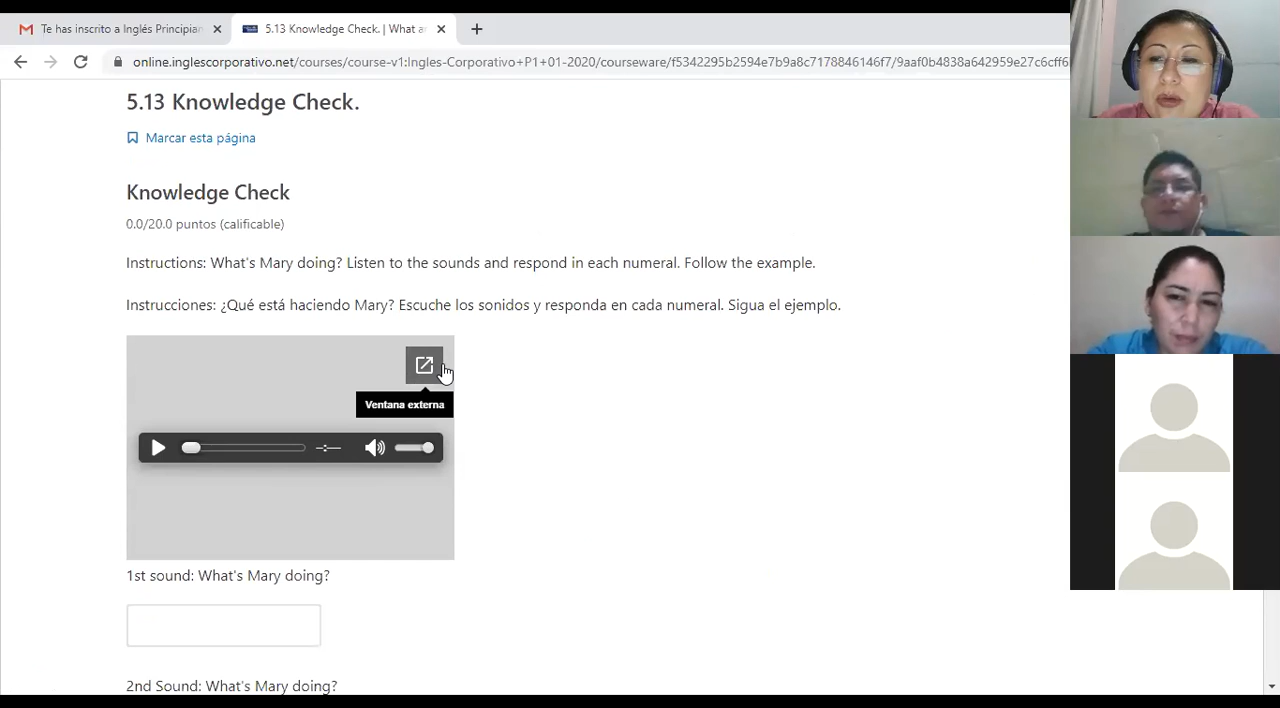 Te has inscrito a Inglés Principian
5.13 Knowledge Check. | What a
online.inglescorporativo.net/courses/course-v1:Ingles-Corporativo+P1+01-2020/courseware/f5342295b2594e7b9a8c7178846146f7/9aaf0b4838a642959e27c6cff6
5.13 Knowledge Check.
Marcar esta página
Knowledge Check
0.0/20.0 puntos (calificable)
Instructions: What's Mary doing? Listen to the sounds and respond in each numeral. Follow the example.
Instrucciones: ¿Qué está haciendo Mary? Escuche los sonidos y responda en cada numeral. Sigua el ejemplo.
Ventana externa
1st sound: What's Mary doing?
2nd Sound: What's Mary doing?